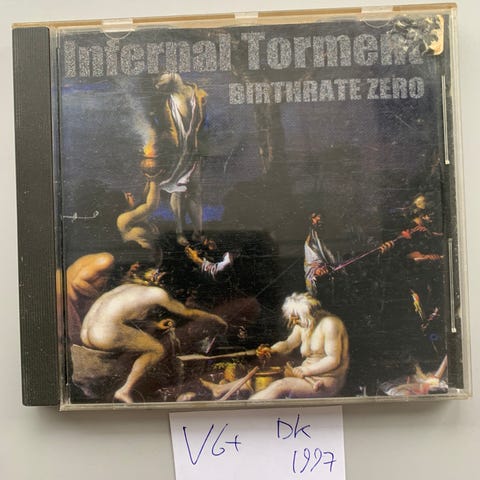 Infernal Torment
BIRTHRATE ZERO
VG+ DK
1997